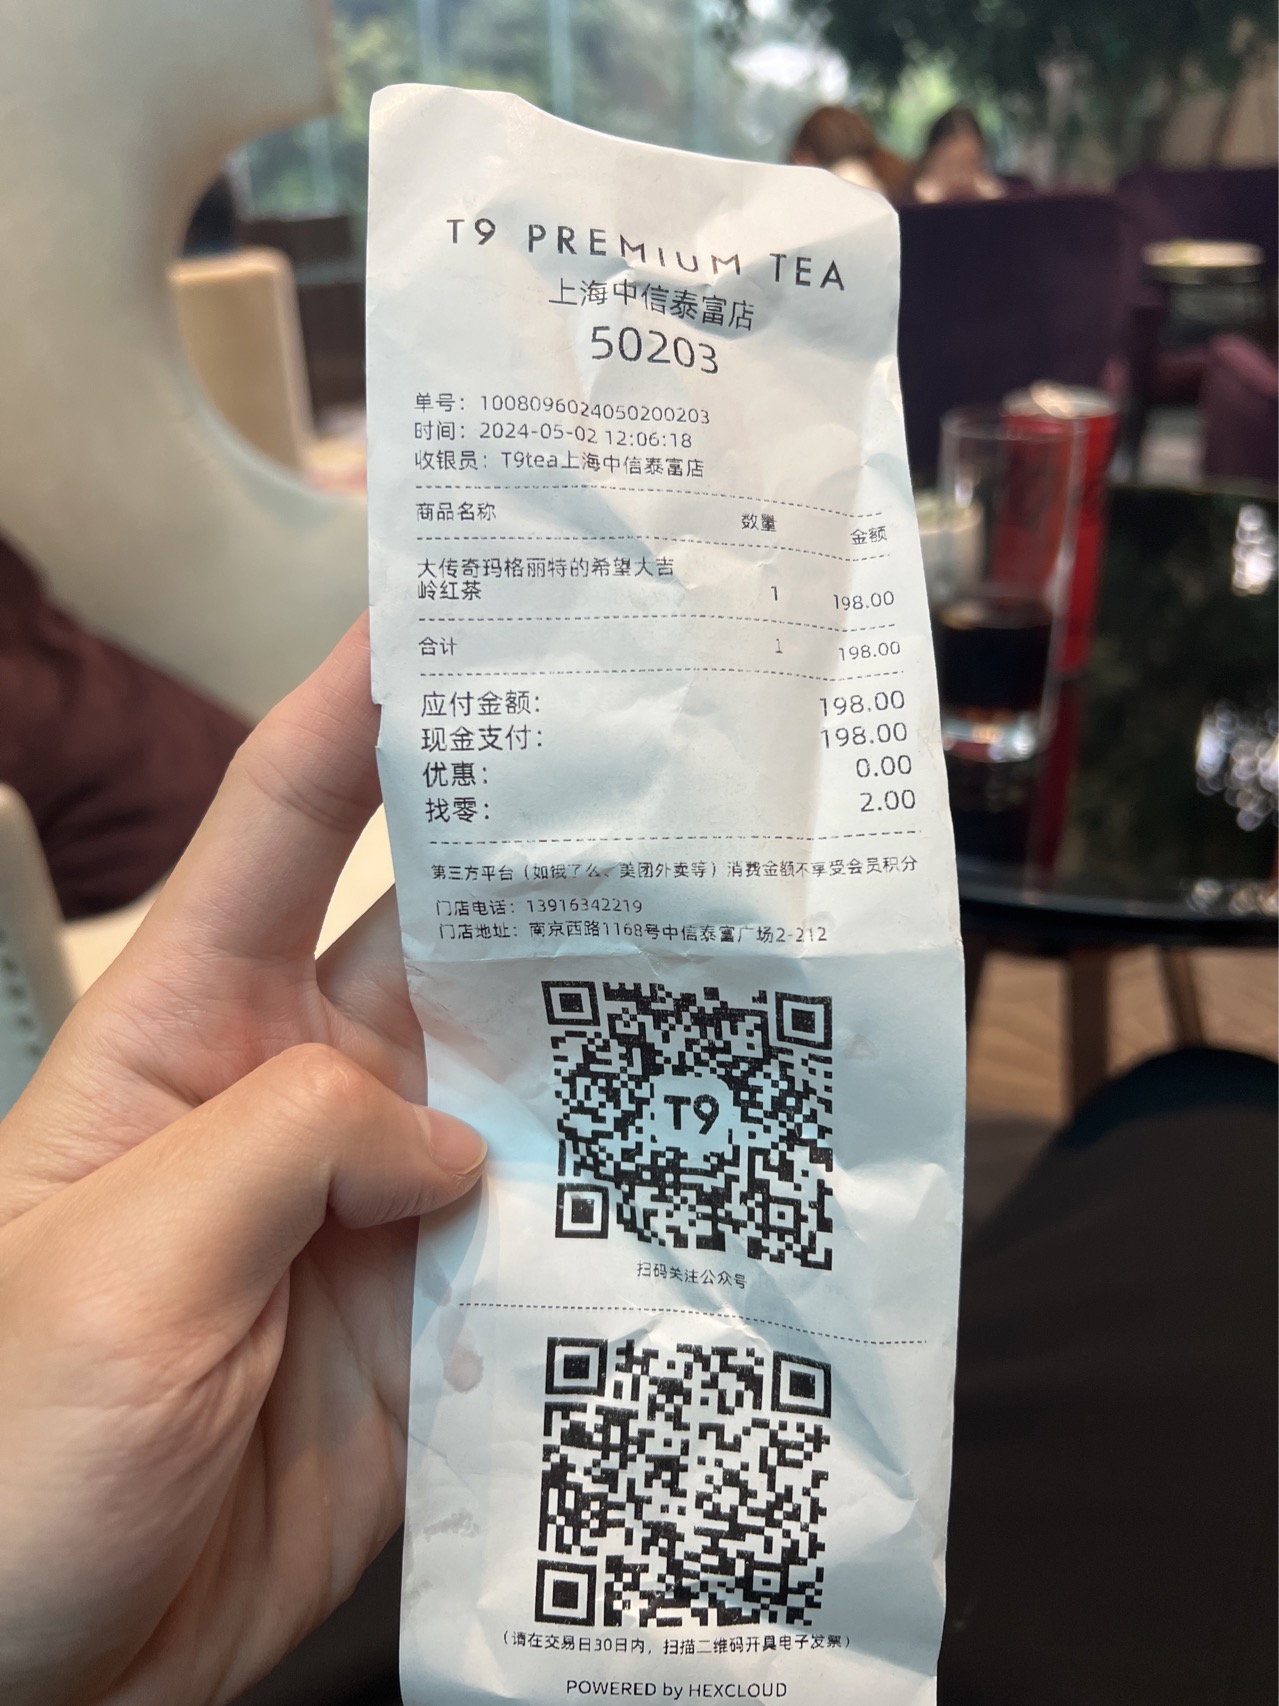 T9 PREMIUM TEA
上海中信泰富店
50203
单号：1008096024050200203
时间：2024-05-02 12:06:18
收银员：T9tea上海中信泰富店
商品名称 数量 金额
大传奇玛格丽特的希望大吉
岭红茶 1 198.00
合计 1 198.00
应付金额： 198.00
现金支付： 198.00
优惠： 0.00
找零： 2.00
第三方平台（如饿了么、美团外卖等）消费金额不享受会员积分
门店电话：13916342219
门店地址：南京西路1168号中信泰富广场2-212
T9
扫码关注公众号
（请在交易日30日内，扫描二维码开具电子发票）
POWERED by HEXCLOUD